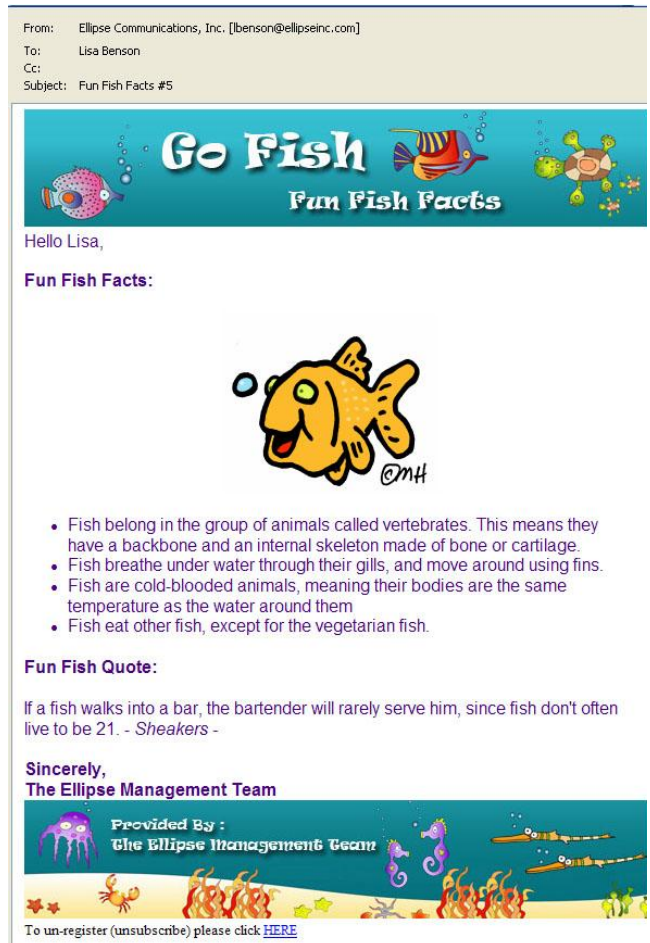 From: Ellipse Communications, Inc. [lbenson@ellipseinc.com]
To: Lisa Benson
Cc:
Subject: Fun Fish Facts #5
Go Fish
Fun Fish Facts
Hello Lisa,
Fun Fish Facts:
©MH
• Fish belong in the group of animals called vertebrates. This means they
have a backbone and an internal skeleton made of bone or cartilage.
• Fish breathe under water through their gills, and move around using fins.
• Fish are cold-blooded animals, meaning their bodies are the same
temperature as the water around them
• Fish eat other fish, except for the vegetarian fish.
Fun Fish Quote:
If a fish walks into a bar, the bartender will rarely serve him, since fish don't often
live to be 21. - Sheakers -
Sincerely,
The Ellipse Management Team
Provided By :
The Ellipse Management Team
To un-register (unsubscribe) please click HERE